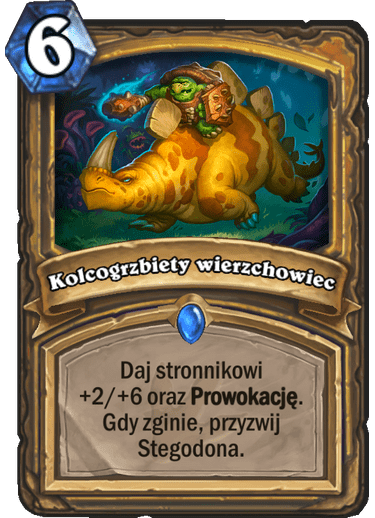 6
Kolcogrzbiety wierzchowiec
Daj stronnikowi
+2/+6 oraz Prowokację.
Gdy zginie, przyzwij
Stegodona.